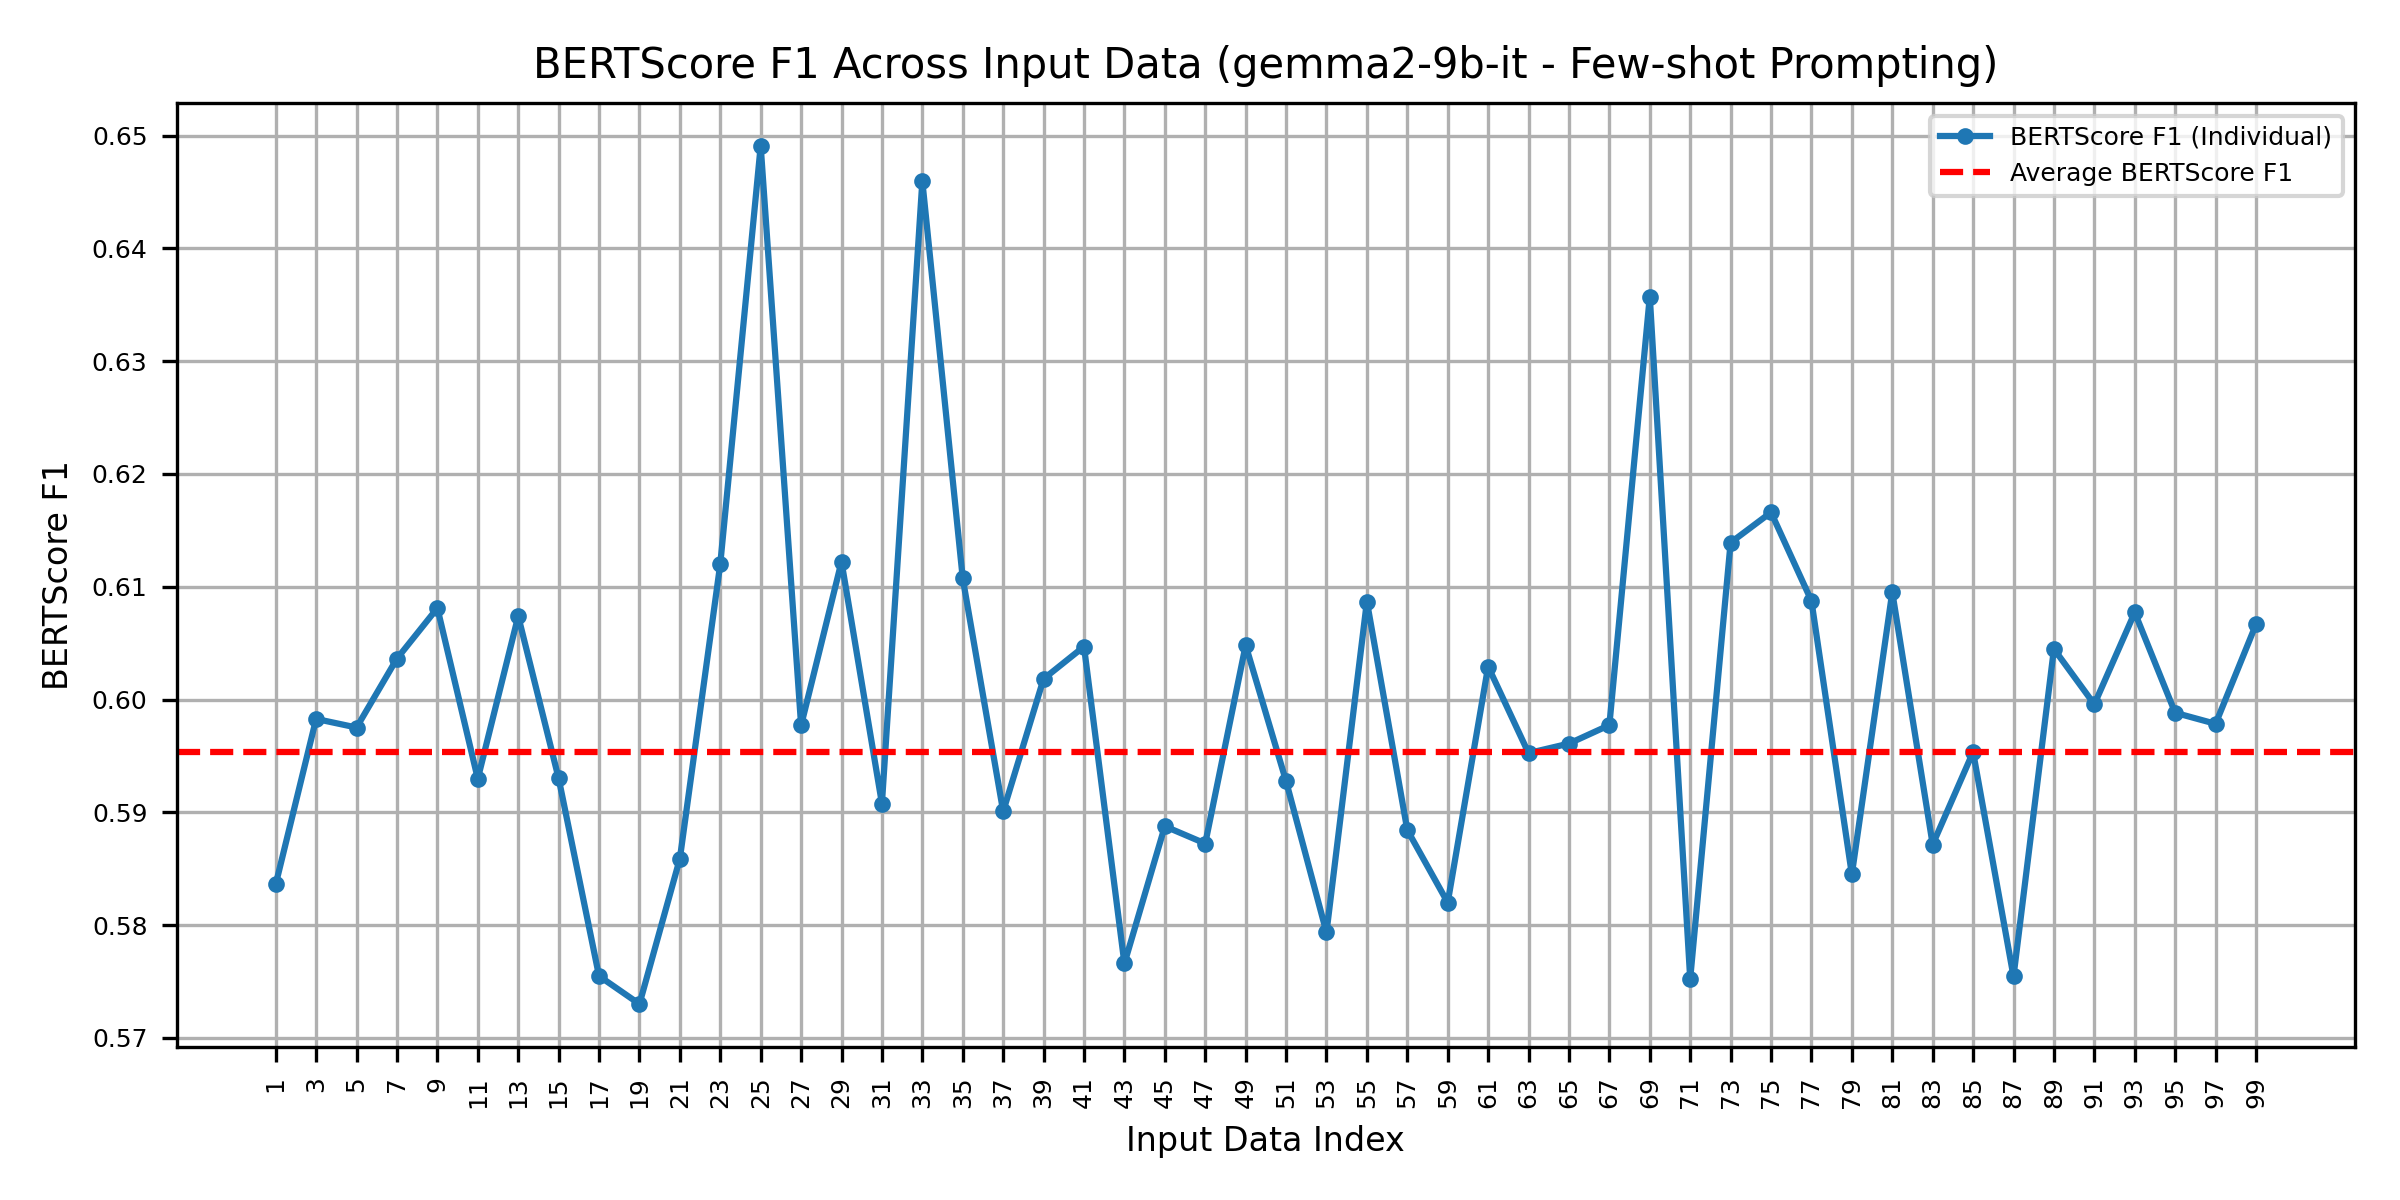 BERTScore F1 Across Input Data (gemma2-9b-it - Few-shot Prompting)
BERTScore F1 (Individual)
Average BERTScore F1
BERTScore F1
0.65
0.64
0.63
0.62
0.61
0.60
0.59
0.58
0.57
1 3 5 7 9 11 13 15 17 19 21 23 25 27 29 31 33 35 37 39 41 43 45 47 49 51 53 55 57 59 61 63 65 67 69 71 73 75 77 79 81 83 85 87 89 91 93 95 97 99
Input Data Index